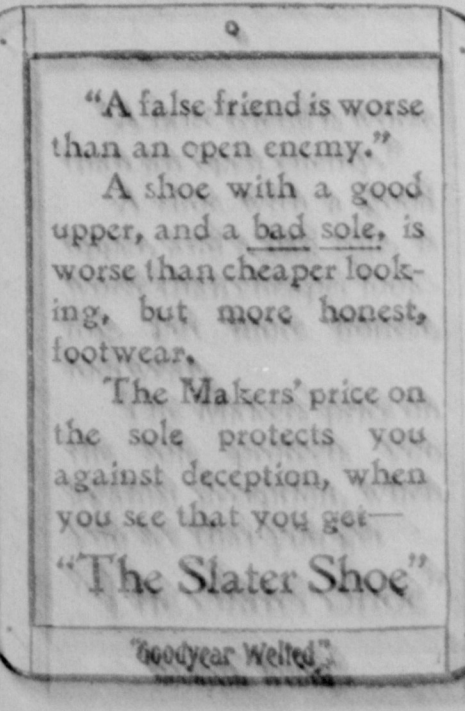 "A false friend is worse
than an open enemy."
A shoe with a good
upper, and a bad sole, is
worse than cheaper look-
ing, but more honest,
footwear.
The Makers' price on
the sole protects you
against deception, when
you see that you get—
"The Slater Shoe"
"Goodyear Welted"